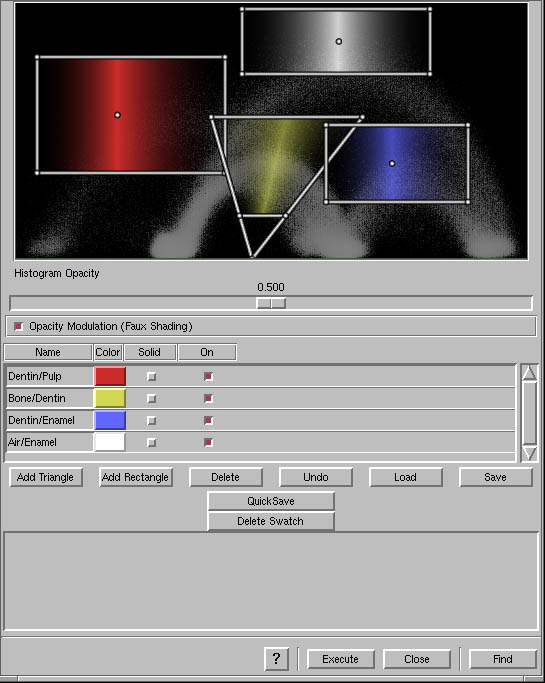 Histogram Opacity
0.500
Opacity Modulation (Faux Shading)
Name Color Solid On
Dentin/Pulp
Bone/Dentin
Dentin/Enamel
Air/Enamel
Add Triangle Add Rectangle Delete Undo Load Save
QuickSave
Delete Swatch
? Execute Close Find